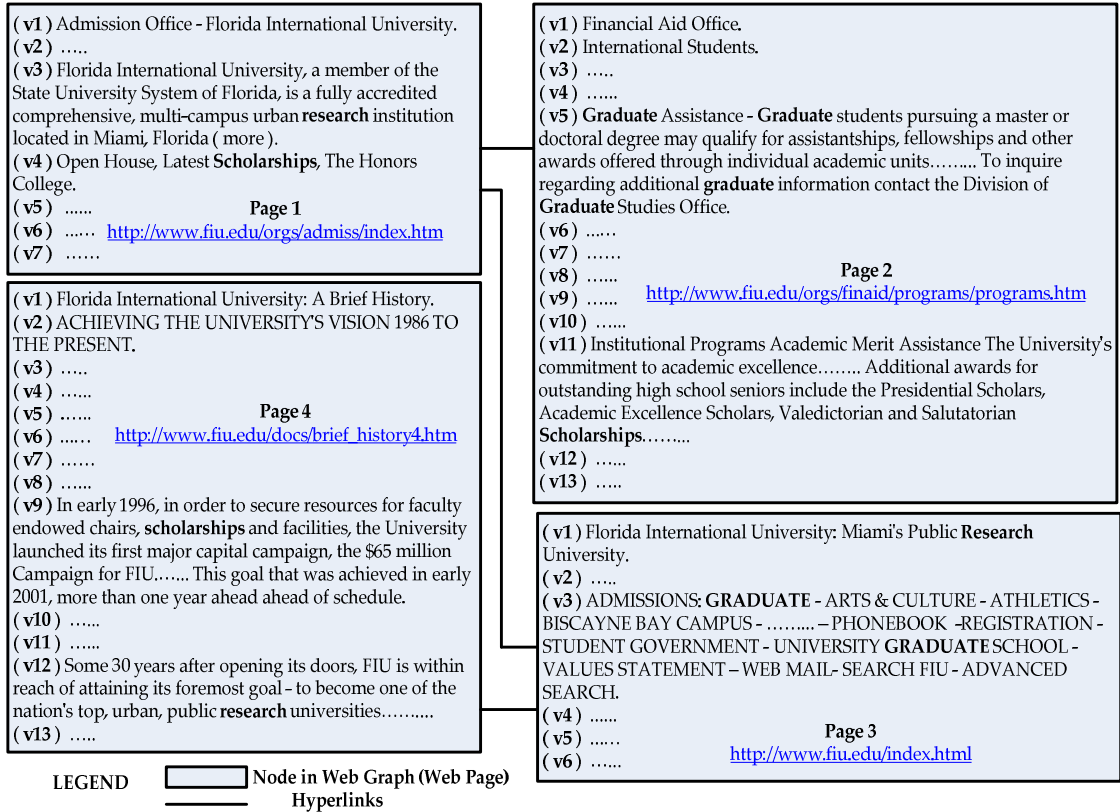 ( v1 ) Admission Office - Florida International University.
( v2 ) .....
( v3 ) Florida International University, a member of the
State University System of Florida, is a fully accredited
comprehensive, multi-campus urban research institution
located in Miami, Florida ( more ).
( v4 ) Open House, Latest Scholarships, The Honors
College.
( v5 ) ......
Page 1
( v6 ) ...... http://www.fiu.edu/orgs/admiss/index.htm
( v7 ) ......
( v1 ) Financial Aid Office.
( v2 ) International Students.
( v3 ) .....
( v4 ) ......
( v5 ) Graduate Assistance - Graduate students pursuing a master or
doctoral degree may qualify for assistantships, fellowships and other
awards offered through individual academic units......... To inquire
regarding additional graduate information contact the Division of
Graduate Studies Office.
( v6 ) ......
( v7 ) ......
( v8 ) ......
Page 2
( v9 ) ...... http://www.fiu.edu/orgs/finaid/programs/programs.htm
( v10 ) ......
( v11 ) Institutional Programs Academic Merit Assistance The University's
commitment to academic excellence........ Additional awards for
outstanding high school seniors include the Presidential Scholars,
Academic Excellence Scholars, Valedictorian and Salutatorian
Scholarships.........
( v12 ) ......
( v13 ) .....
( v1 ) Florida International University: A Brief History.
( v2 ) ACHIEVING THE UNIVERSITY'S VISION 1986 TO
THE PRESENT.
( v3 ) .....
( v4 ) ......
( v5 ) ......
Page 4
( v6 ) ...... http://www.fiu.edu/docs/brief_history4.htm
( v7 ) ......
( v8 ) ......
( v9 ) In early 1996, in order to secure resources for faculty
endowed chairs, scholarships and facilities, the University
launched its first major capital campaign, the $65 million
Campaign for FIU....... This goal that was achieved in early
2001, more than one year ahead ahead of schedule.
( v10 ) ......
( v11 ) ......
( v12 ) Some 30 years after opening its doors, FIU is within
reach of attaining its foremost goal - to become one of the
nation's top, urban, public research universities..........
( v13 ) .....
( v1 ) Florida International University: Miami's Public Research
University.
( v2 ) .....
( v3 ) ADMISSIONS: GRADUATE - ARTS & CULTURE - ATHLETICS -
BISCAYNE BAY CAMPUS - ......... – PHONEBOOK -REGISTRATION -
STUDENT GOVERNMENT - UNIVERSITY GRADUATE SCHOOL -
VALUES STATEMENT – WEB MAIL- SEARCH FIU - ADVANCED
SEARCH.
( v4 ) ......
( v5 ) ......
Page 3
( v6 ) ...... http://www.fiu.edu/index.html
LEGEND
Node in Web Graph (Web Page)
Hyperlinks